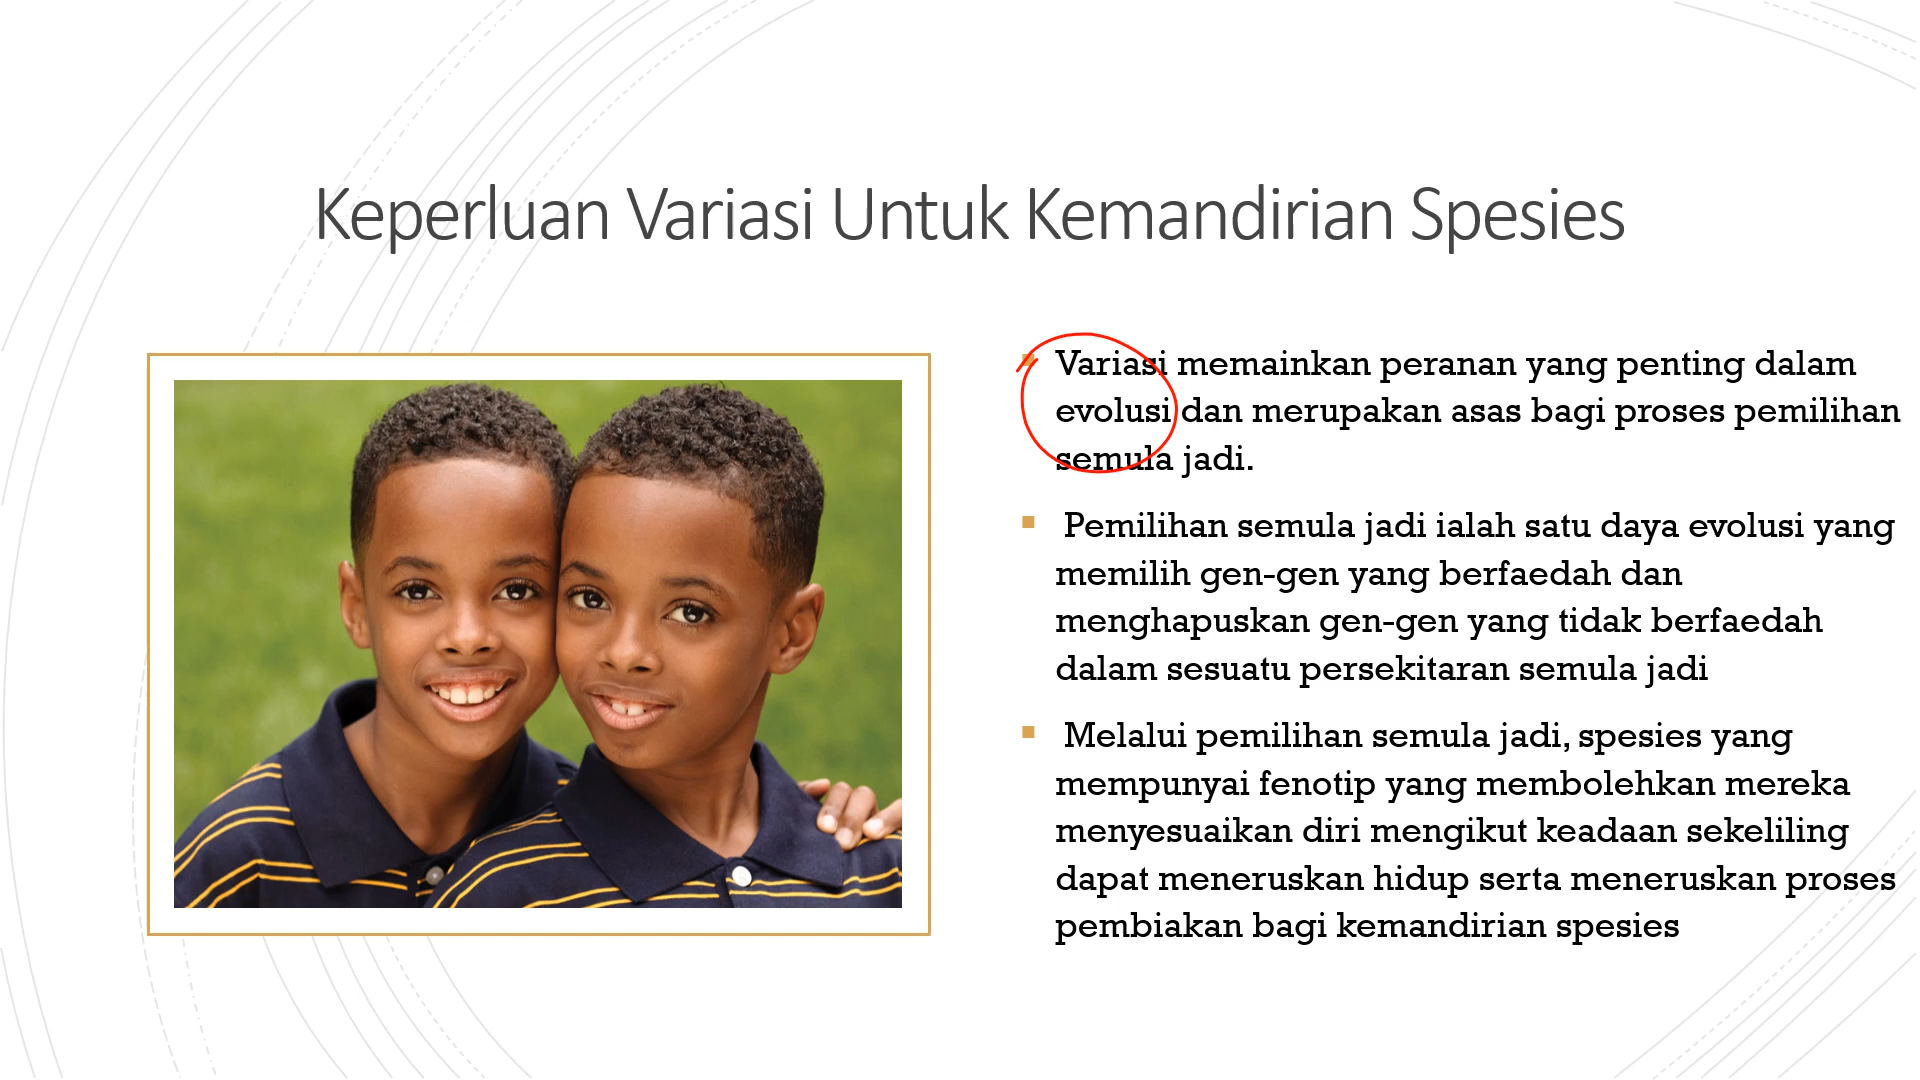 Keperluan Variasi Untuk Kemandirian Spesies
Variasi memainkan peranan yang penting dalam
evolusi dan merupakan asas bagi proses pemilihan
semula jadi.
Pemilihan semula jadi ialah satu daya evolusi yang
memilih gen-gen yang berfaedah dan
menghapuskan gen-gen yang tidak berfaedah
dalam sesuatu persekitaran semula jadi
Melalui pemilihan semula jadi, spesies yang
mempunyai fenotip yang membolehkan mereka
menyesuaikan diri mengikut keadaan sekeliling
dapat meneruskan hidup serta meneruskan proses
pembiakan bagi kemandirian spesies